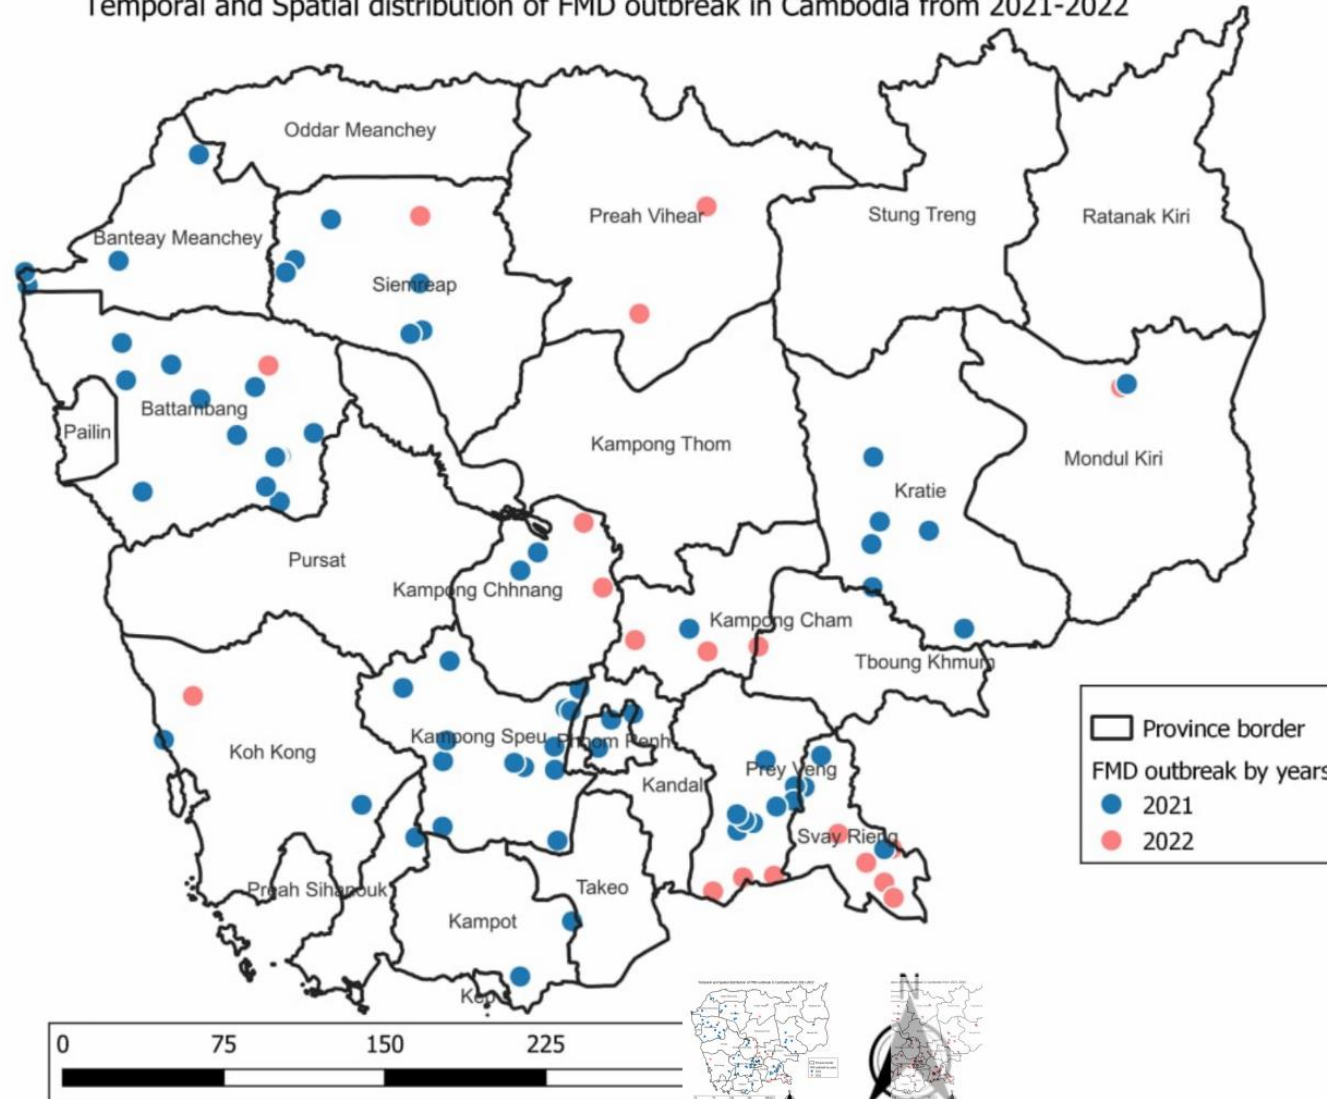 Temporal and Spatial distribution of FMD outbreak in Cambodia from 2021-2022
Oddar Meanchey
Preah Vihear
Stung Treng
Ratanak Kiri
Banteay Meanchey
Siemreap
Battambang
Pailin
Kampong Thom
Mondul Kiri
Kratie
Pursat
Kampong Chhnang
Kampong Cham
Tboung Khmum
Kampong Speu
Phnom Penh
Koh Kong
Prey Veng
Kandal
Svay Rieng
Preah Sihanouk
Takeo
Kampot
Kep
Province border
FMD outbreak by years
2021
2022
0 75 150 225
N